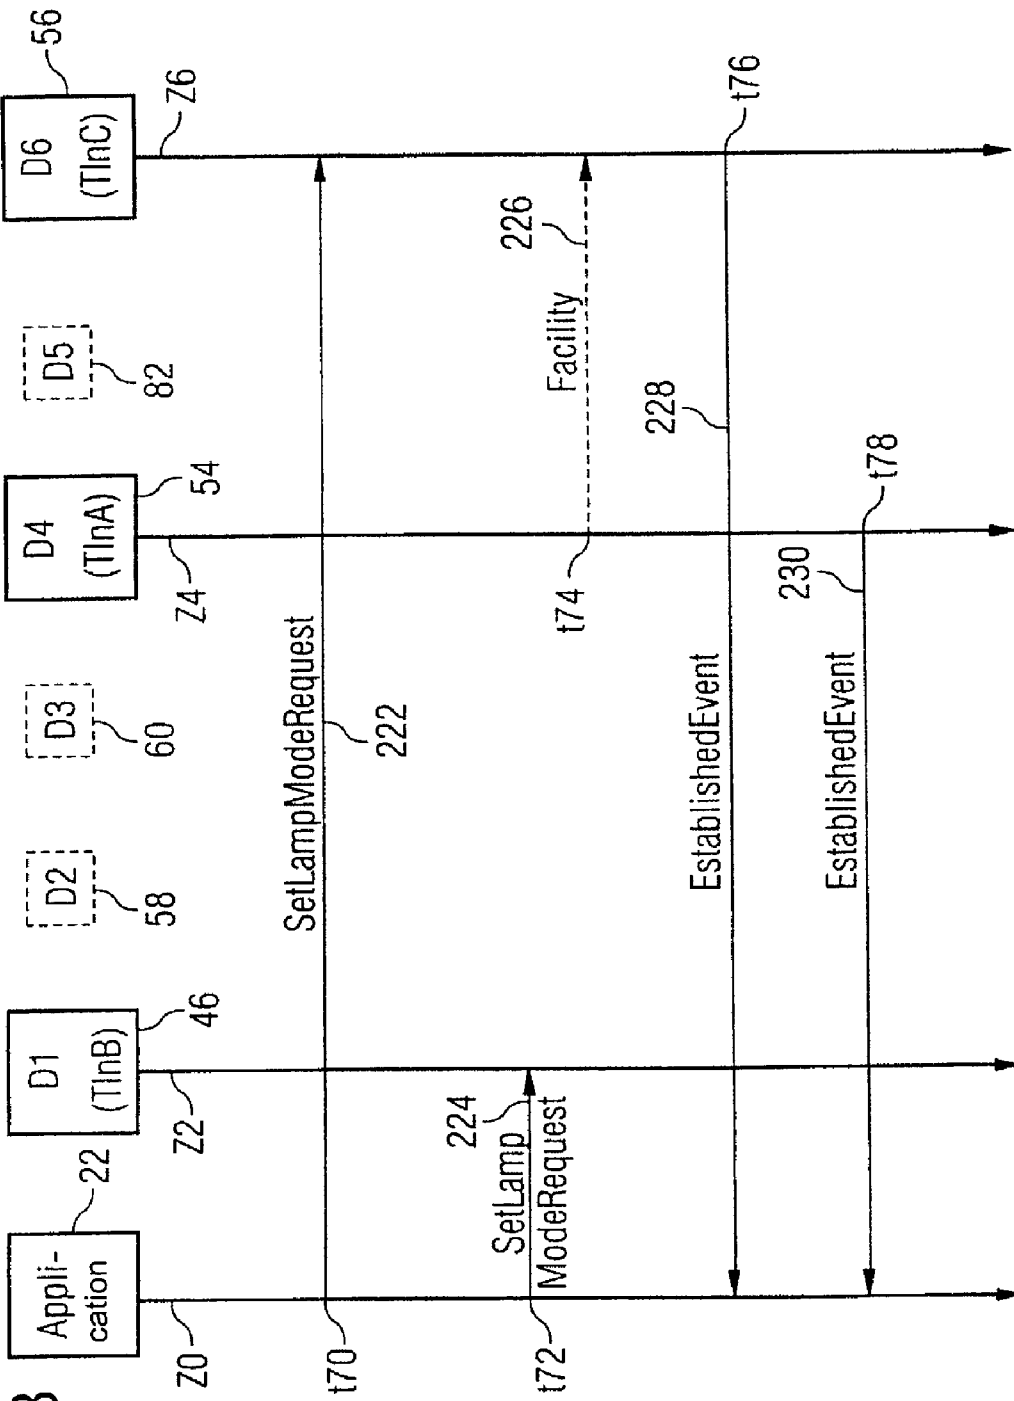 Appli-
cation
22
D1
(TlnB)
46
D2
58
D3
60
D4
(TlnA)
54
D5
82
D6
(TlnC)
56
Z0
Z2
Z4
Z6
t70
SetLampModeRequest
222
t72
SetLamp
ModeRequest
224
t74
Facility
226
EstablishedEvent
228
t76
EstablishedEvent
230
t78